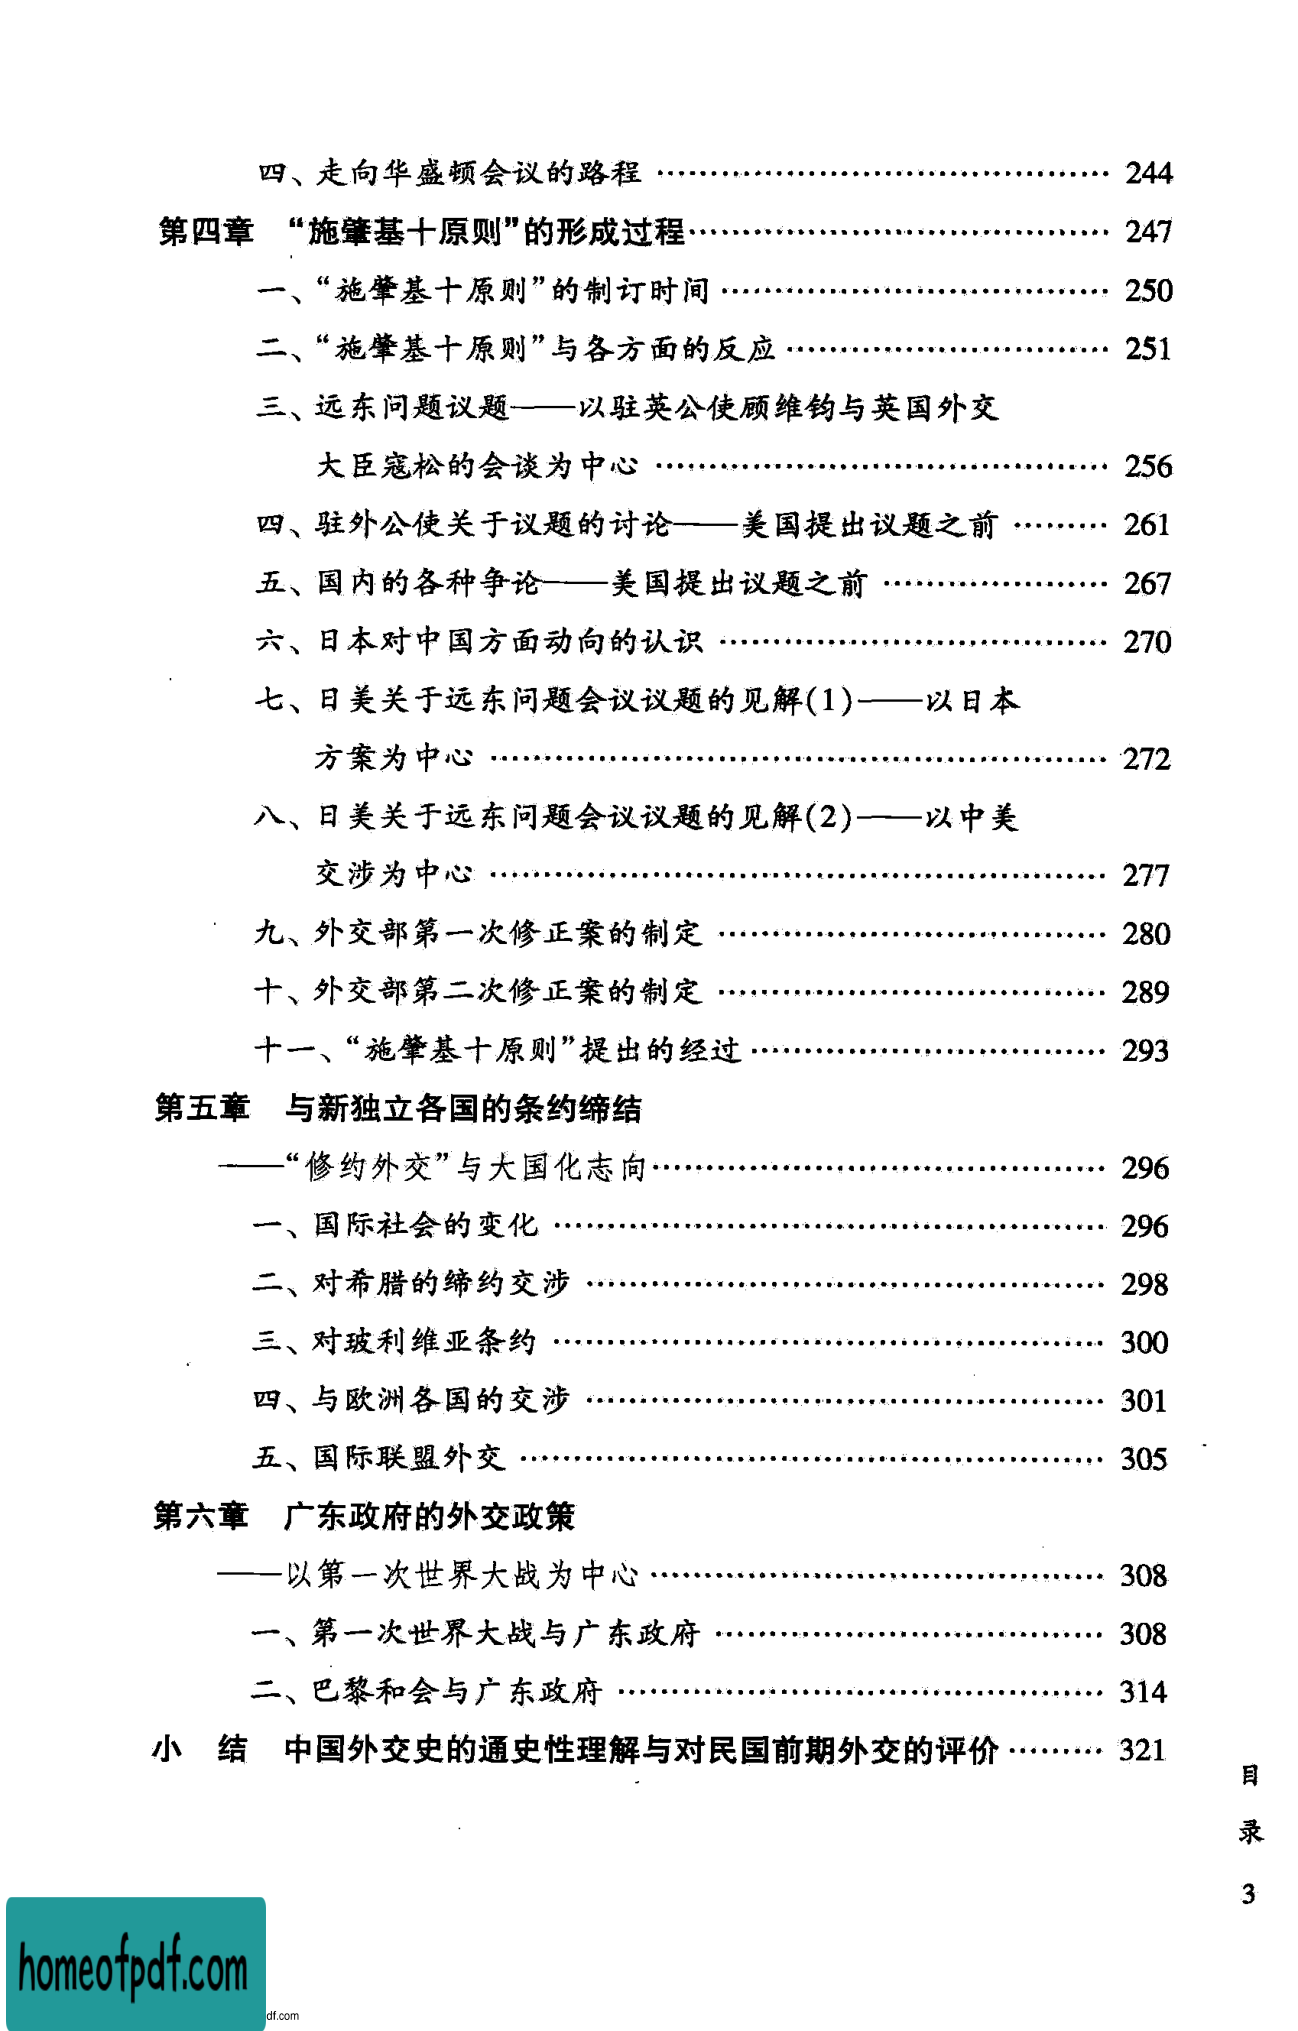 四、走向华盛顿会议的路程 …………………………………… 244
第四章 “施肇基十原则”的形成过程………………………………… 247
一、“施肇基十原则”的制订时间 ……………………………… 250
二、“施肇基十原则”与各方面的反应 ………………………… 251
三、远东问题议题——以驻英公使顾维钧与英国外交
大臣寇松的会谈为中心 …………………………………… 256
四、驻外公使关于议题的讨论——美国提出议题之前 ……… 261
五、国内的各种争论——美国提出议题之前 ………………… 267
六、日本对中国方面动向的认识 ……………………………… 270
七、日美关于远东问题会议议题的见解(1)——以日本
方案为中心 ………………………………………………… 272
八、日美关于远东问题会议议题的见解(2)——以中美
交涉为中心 ………………………………………………… 277
九、外交部第一次修正案的制定 ……………………………… 280
十、外交部第二次修正案的制定 ……………………………… 289
十一、“施肇基十原则”提出的经过 …………………………… 293
第五章 与新独立各国的条约缔结
——“修约外交”与大国化志向…………………………………… 296
一、国际社会的变化 …………………………………………… 296
二、对希腊的缔约交涉 ………………………………………… 298
三、对玻利维亚条约 …………………………………………… 300
四、与欧洲各国的交涉 ………………………………………… 301
五、国际联盟外交 ……………………………………………… 305
第六章 广东政府的外交政策
——以第一次世界大战为中心…………………………………… 308
一、第一次世界大战与广东政府 ……………………………… 308
二、巴黎和会与广东政府 ……………………………………… 314
小 结 中国外交史的通史性理解与对民国前期外交的评价 ……… 321
目
录
3
homeofpdf.com
df.com